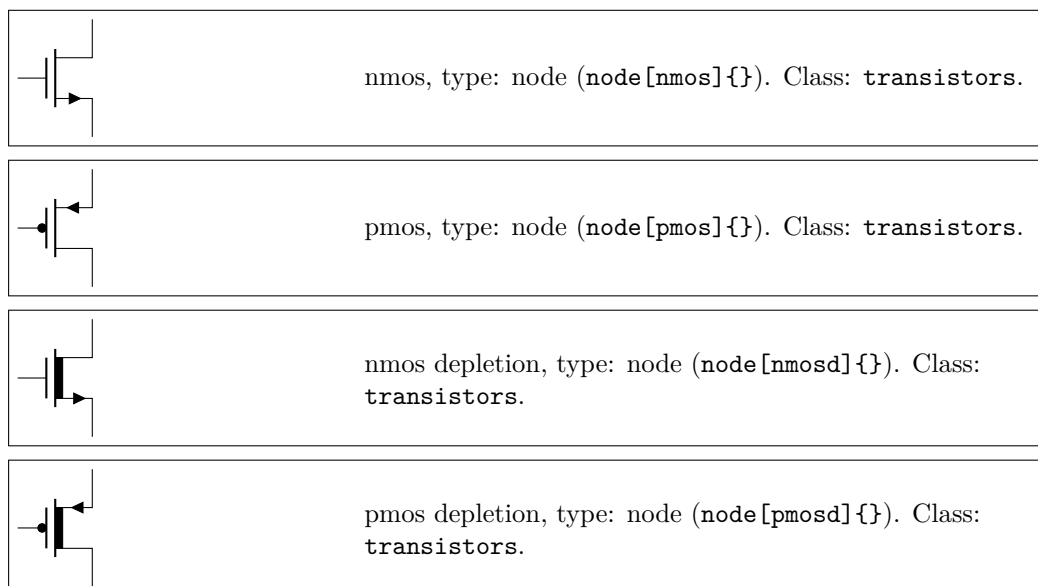 nmos, type: node (node[nmos]{}). Class: transistors.
pmos, type: node (node[pmos]{}). Class: transistors.
nmos depletion, type: node (node[nmosd]{}). Class:
transistors.
pmos depletion, type: node (node[pmosd]{}). Class:
transistors.